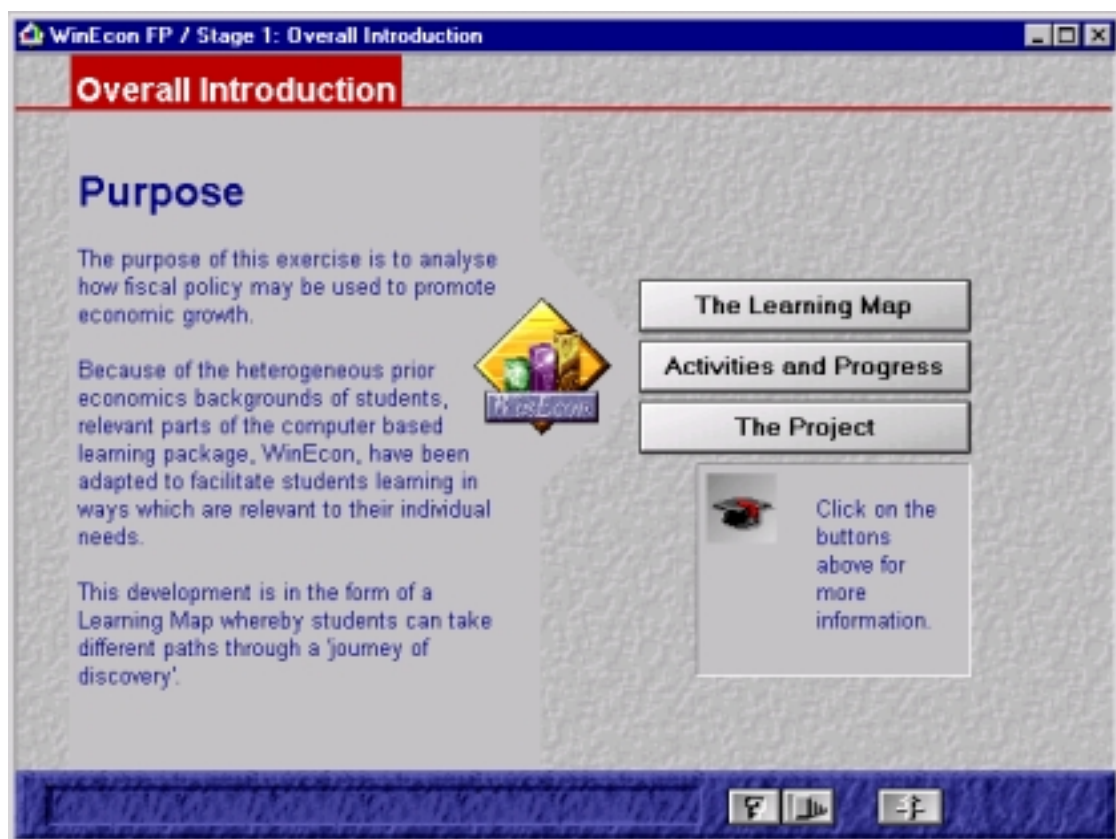 WinEcon FP / Stage 1: Overall Introduction
Overall Introduction
Purpose
The purpose of this exercise is to analyse
how fiscal policy may be used to promote
economic growth.
Because of the heterogeneous prior
economics backgrounds of students,
relevant parts of the computer based
learning package, WinEcon, have been
adapted to facilitate students learning in
ways which are relevant to their individual
needs.
This development is in the form of a
Learning Map whereby students can take
different paths through a 'journey of
discovery'.
WinEcon
The Learning Map
Activities and Progress
The Project
Click on the
buttons
above for
more
information.